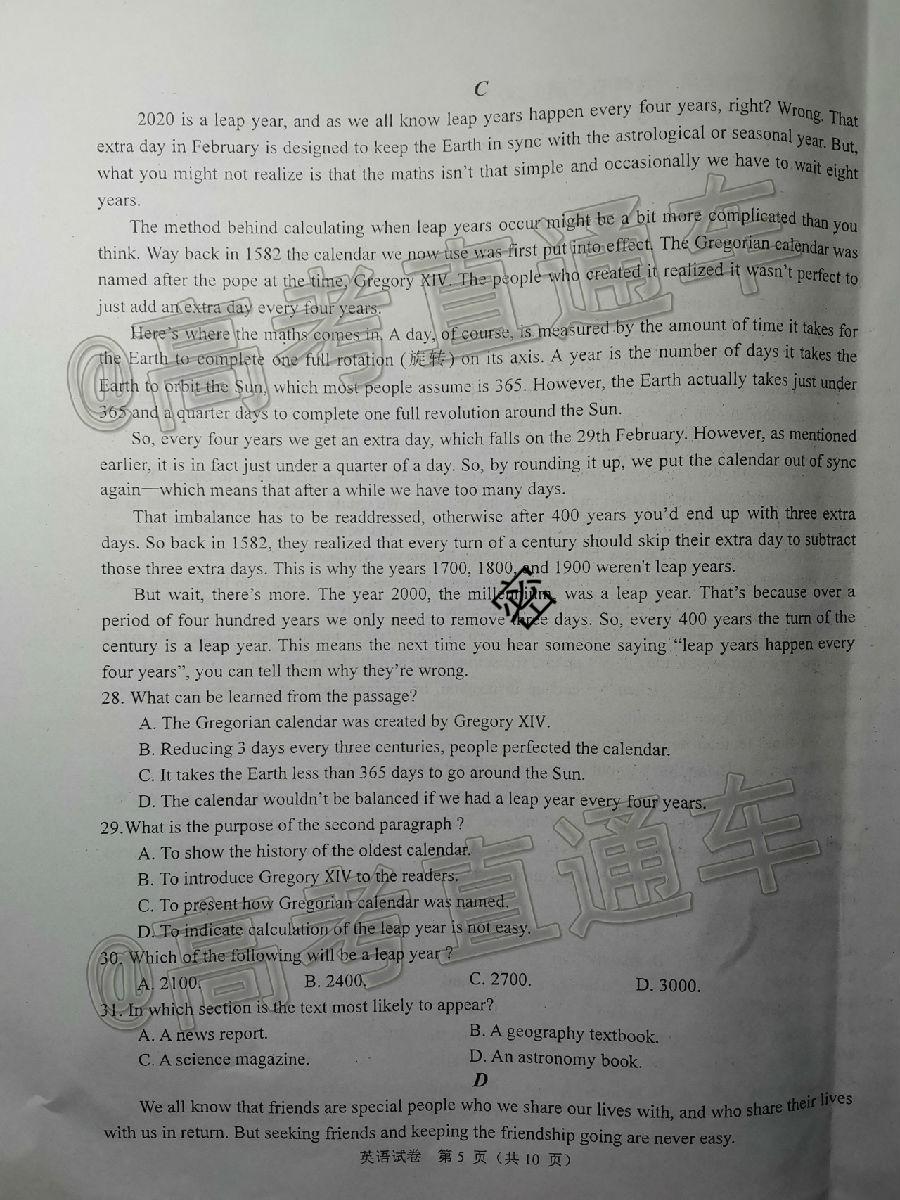 C
2020 is a leap year, and as we all know leap years happen every four years, right? Wrong. That
extra day in February is designed to keep the Earth in sync with the astrological or seasonal year. But,
what you might not realize is that the maths isn't that simple and occasionally we have to wait eight
years.
The method behind calculating when leap years occur might be a bit more complicated than you
think. Way back in 1582 the calendar we now use was first put into effect. The Gregorian calendar was
named after the pope at the time, Gregory XIV. The people who created it realized it wasn't perfect to
just add an extra day every four years.
Here's where the maths comes in. A day, of course, is measured by the amount of time it takes for
the Earth to complete one full rotation (旋转) on its axis. A year is the number of days it takes the
Earth to orbit the Sun, which most people assume is 365. However, the Earth actually takes just under
365 and a quarter days to complete one full revolution around the Sun.
So, every four years we get an extra day, which falls on the 29th February. However, as mentioned
earlier, it is in fact just under a quarter of a day. So, by rounding it up, we put the calendar out of sync
again—which means that after a while we have too many days.
That imbalance has to be readdressed, otherwise after 400 years you'd end up with three extra
days. So back in 1582, they realized that every turn of a century should skip their extra day to subtract
those three extra days. This is why the years 1700, 1800, and 1900 weren't leap years.
But wait, there's more. The year 2000, the millennium, was a leap year. That's because over a
period of four hundred years we only need to remove three days. So, every 400 years the turn of the
century is a leap year. This means the next time you hear someone saying "leap years happen every
four years", you can tell them why they're wrong.
28. What can be learned from the passage?
A. The Gregorian calendar was created by Gregory XIV.
B. Reducing 3 days every three centuries, people perfected the calendar.
C. It takes the Earth less than 365 days to go around the Sun.
D. The calendar wouldn't be balanced if we had a leap year every four years.
29.What is the purpose of the second paragraph ?
A. To show the history of the oldest calendar.
B. To introduce Gregory XIV to the readers.
C. To present how Gregorian calendar was named.
D. To indicate calculation of the leap year is not easy.
30. Which of the following will be a leap year ?
A. 2100. B. 2400. C. 2700. D. 3000.
31. In which section is the text most likely to appear?
A. A news report. B. A geography textbook.
C. A science magazine. D. An astronomy book.
D
We all know that friends are special people who we share our lives with, and who share their lives
with us in return. But seeking friends and keeping the friendship going are never easy.
英语试卷 第 5 页（共 10 页）
@高考直通车
@高考直通车
密